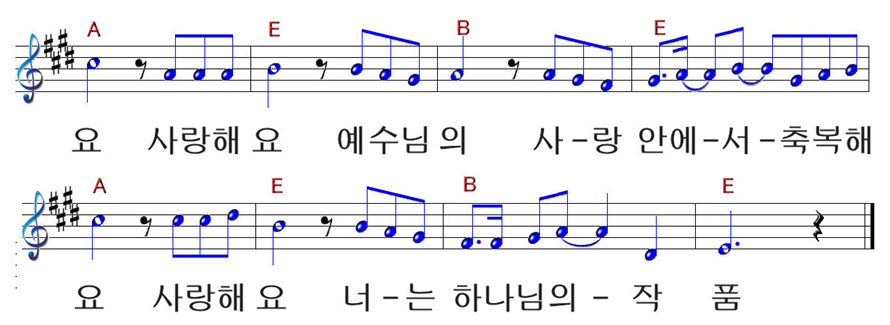 A E B E
요 사랑해 요 예수님 의 사-랑 안에-서-축복해
A E B E
요 사랑해 요 너-는 하나님의- 작 품